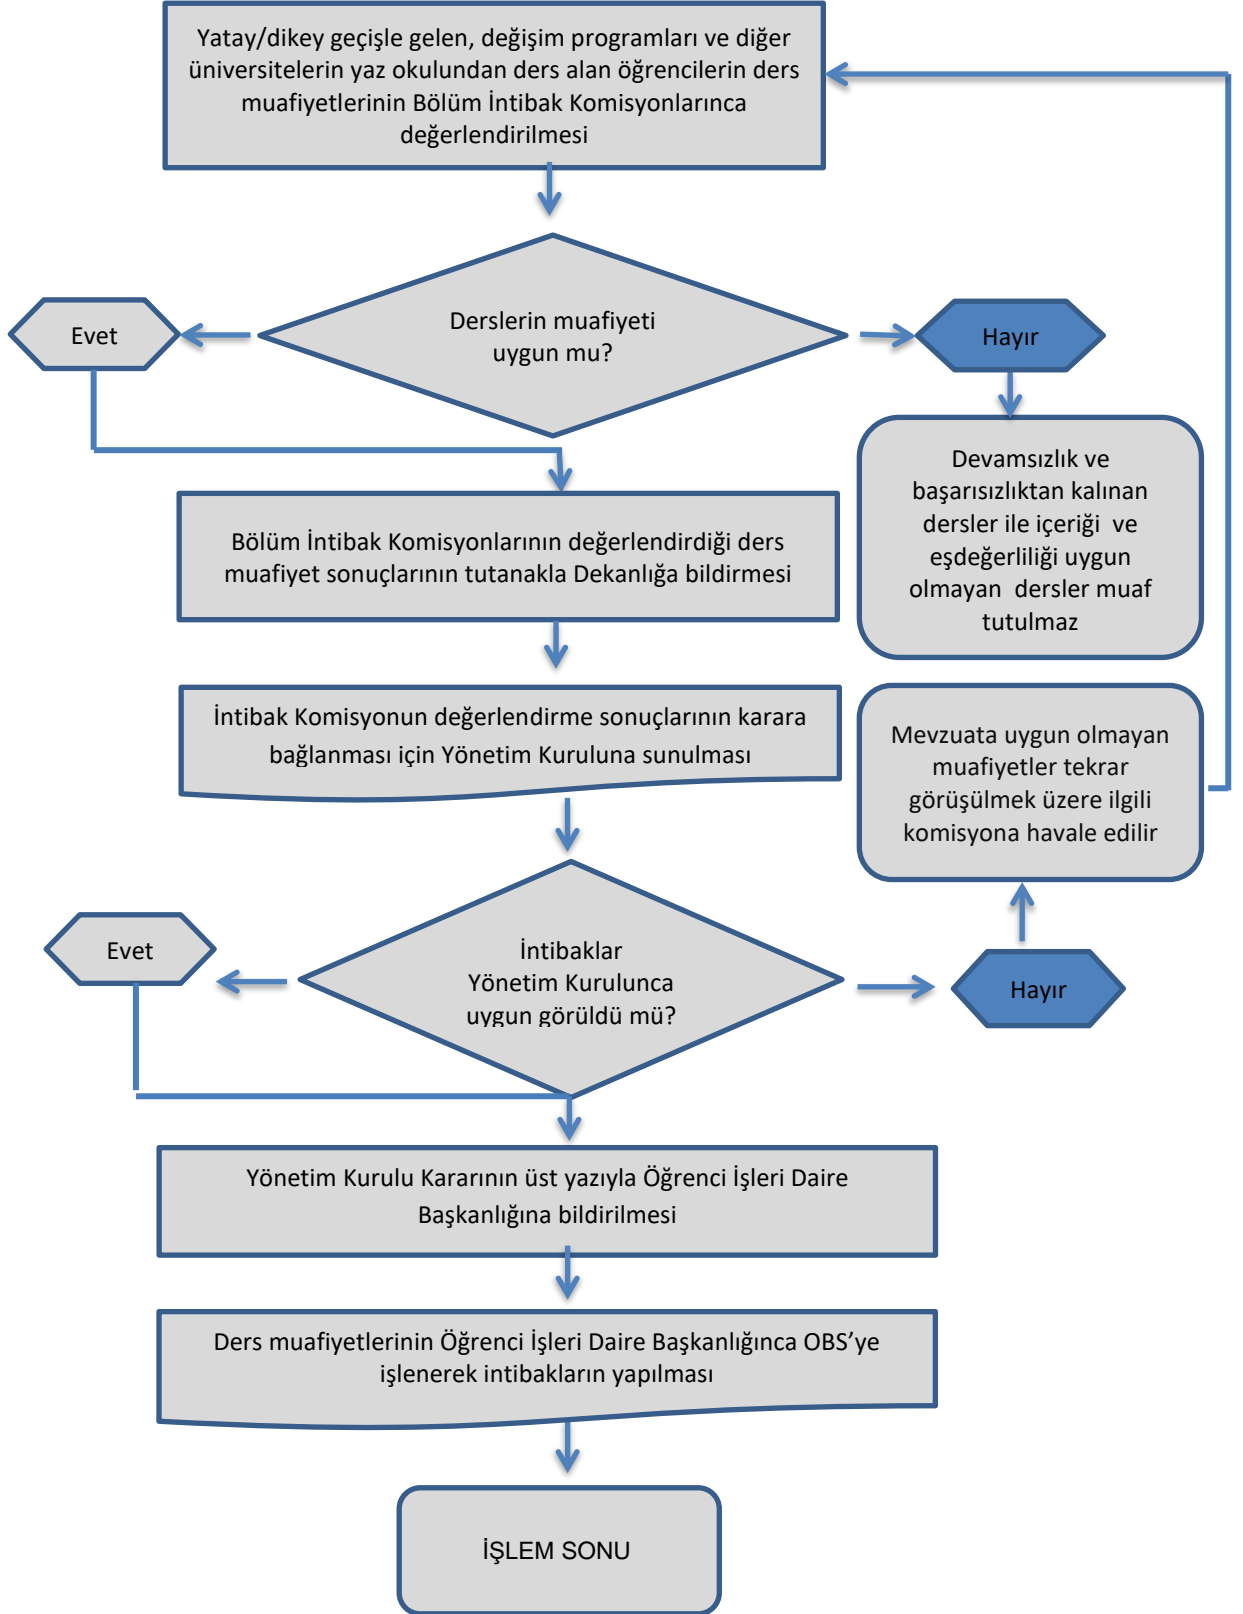 Yatay/dikey geçişle gelen, değişim programları ve diğer
üniversitelerin yaz okulundan ders alan öğrencilerin ders
muafiyetlerinin Bölüm İntibak Komisyonlarınca
değerlendirilmesi
Evet
Derslerin muafiyeti
uygun mu?
Hayır
Devamsızlık ve
başarısızlıktan kalınan
dersler ile içeriği ve
eşdeğerliliği uygun
olmayan dersler muaf
tutulmaz
Bölüm İntibak Komisyonlarının değerlendirdiği ders
muafiyet sonuçlarının tutanakla Dekanlığa bildirmesi
İntibak Komisyonun değerlendirme sonuçlarının karara
bağlanması için Yönetim Kuruluna sunulması
Mevzuata uygun olmayan
muafiyetler tekrar
görüşülmek üzere ilgili
komisyona havale edilir
Evet
İntibaklar
Yönetim Kurulunca
uygun görüldü mü?
Hayır
Yönetim Kurulu Kararının üst yazıyla Öğrenci İşleri Daire
Başkanlığına bildirilmesi
Ders muafiyetlerinin Öğrenci İşleri Daire Başkanlığınca OBS’ye
işlenerek intibakların yapılması
İŞLEM SONU